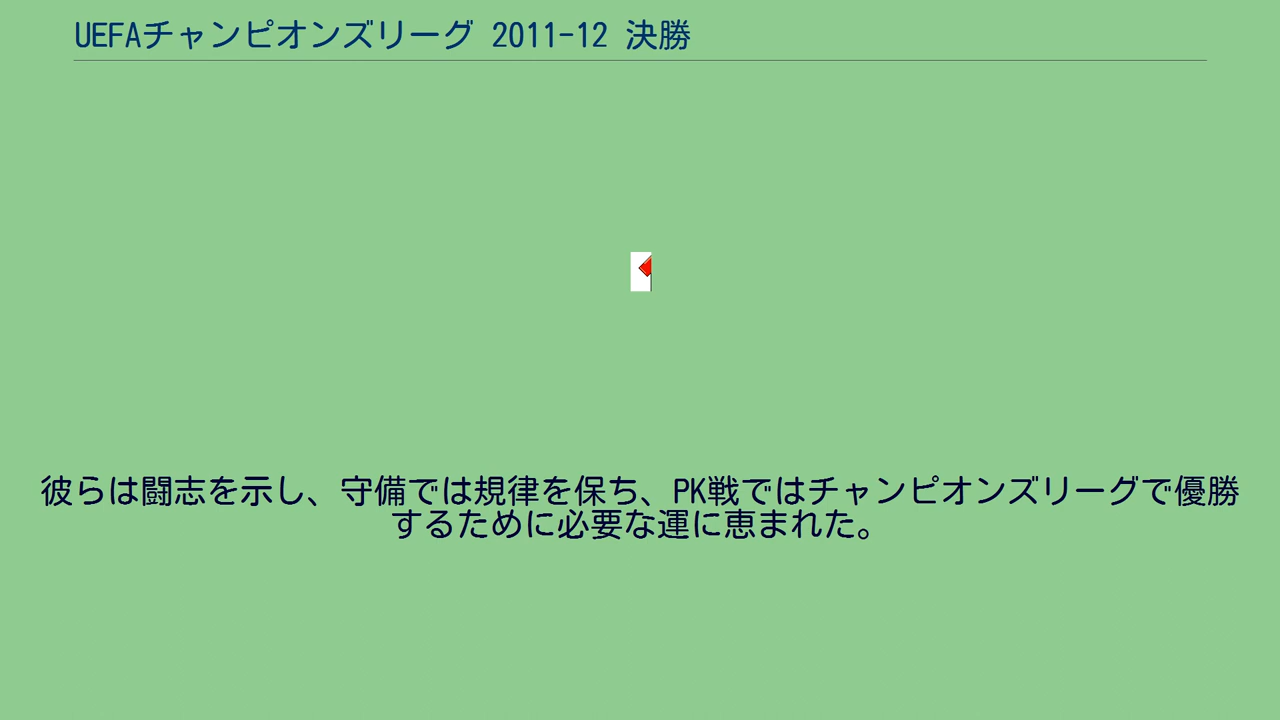 UEFAチャンピオンズリーグ 2011-12 決勝
彼らは闘志を示し、守備では規律を保ち、PK戦ではチャンピオンズリーグで優勝
するために必要な運に恵まれた。